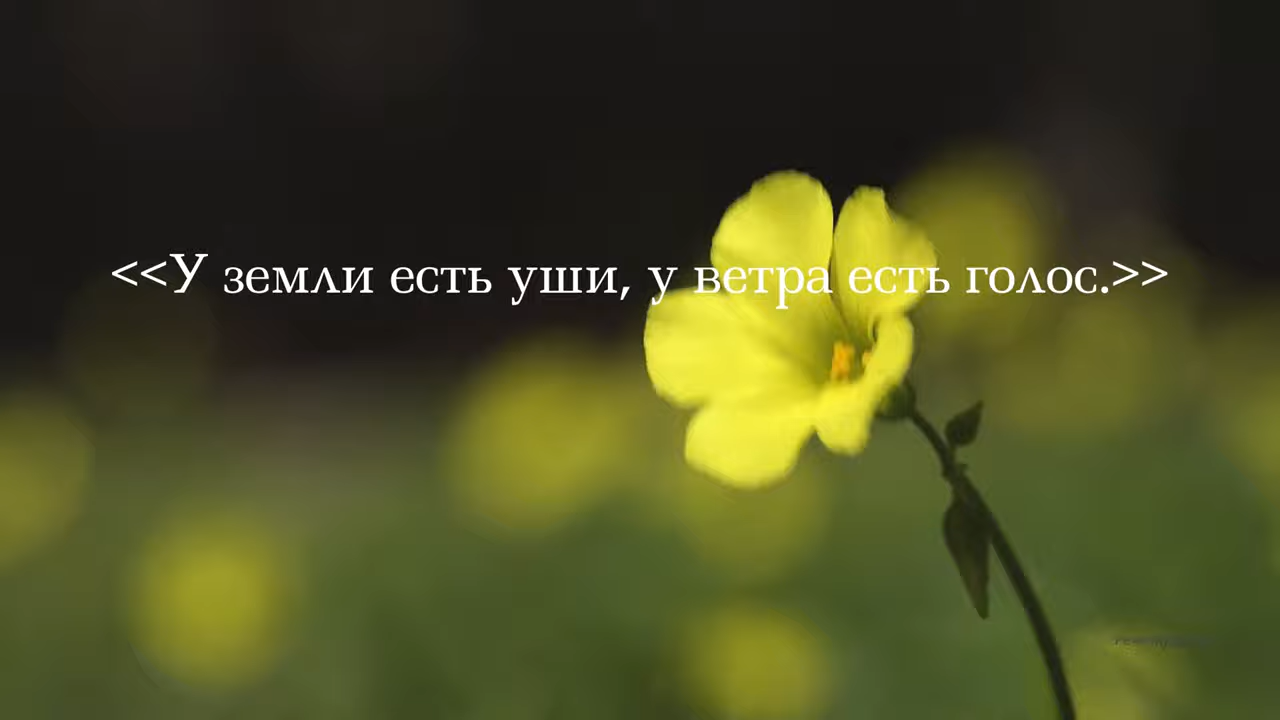 <<У земли есть уши, у ветра есть голос.>>